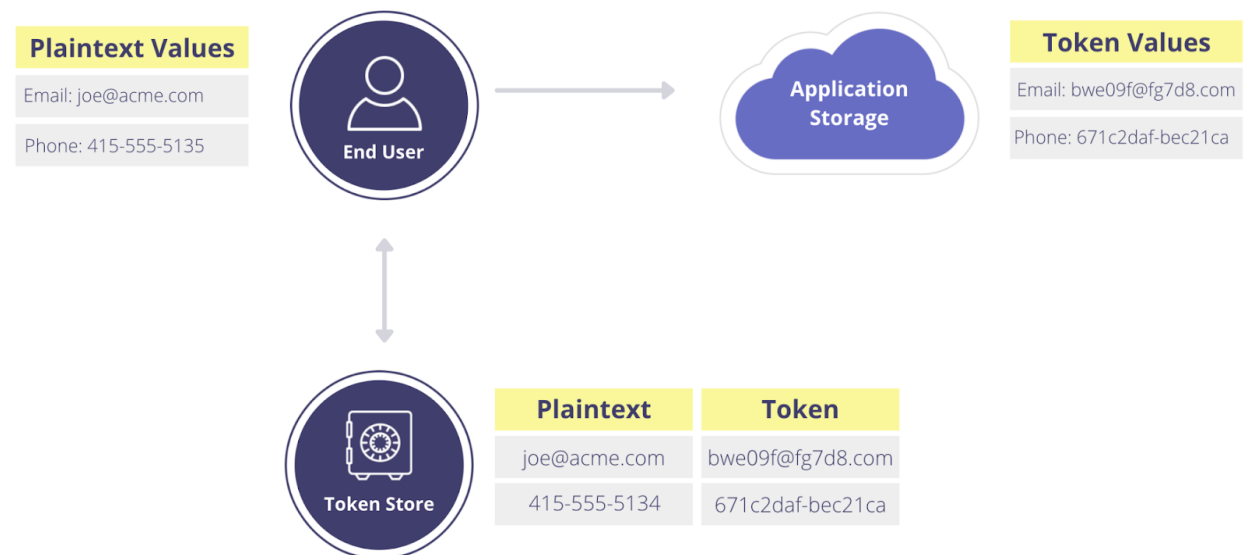 Plaintext Values
Email: joe@acme.com
Phone: 415-555-5135
End User
Application
Storage
Token Values
Email: bwe09f@fg7d8.com
Phone: 671c2daf-bec21ca
Token Store
Plaintext Token
joe@acme.com bwe09f@fg7d8.com
415-555-5134 671c2daf-bec21ca